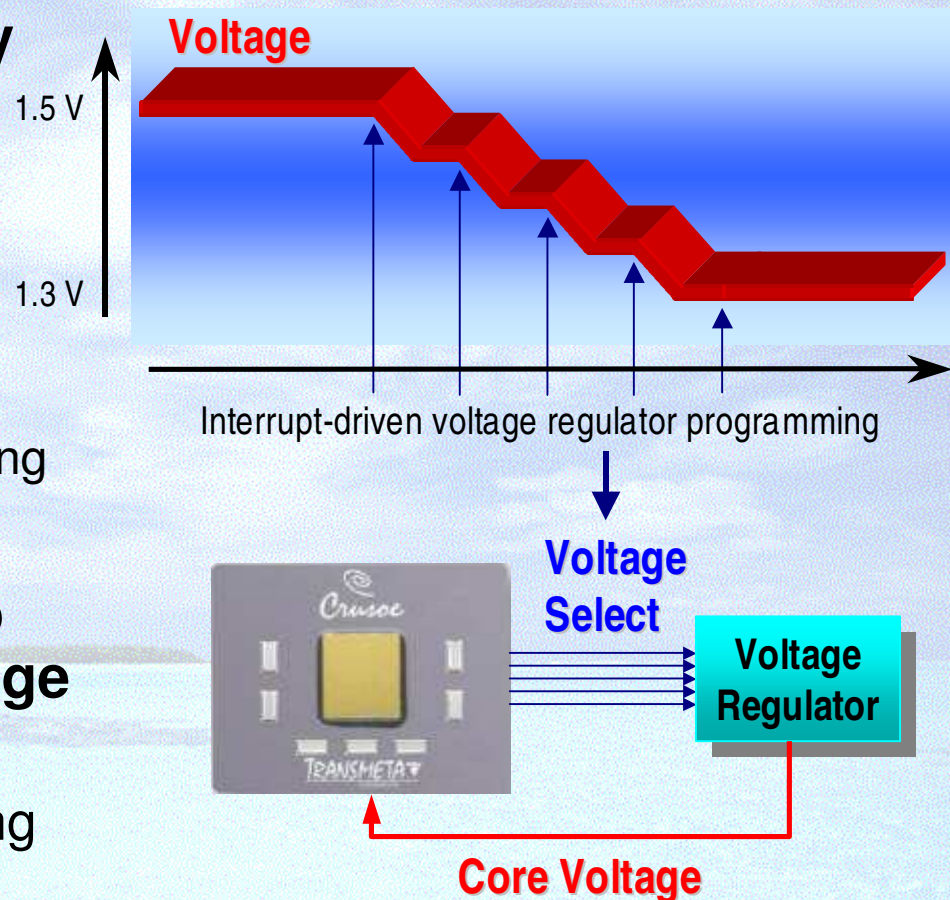 Voltage
1.5 V
1.3 V
Interrupt-driven voltage regulator programming
Voltage
Select
Crusoe
TRANSMETA
Voltage
Regulator
Core Voltage